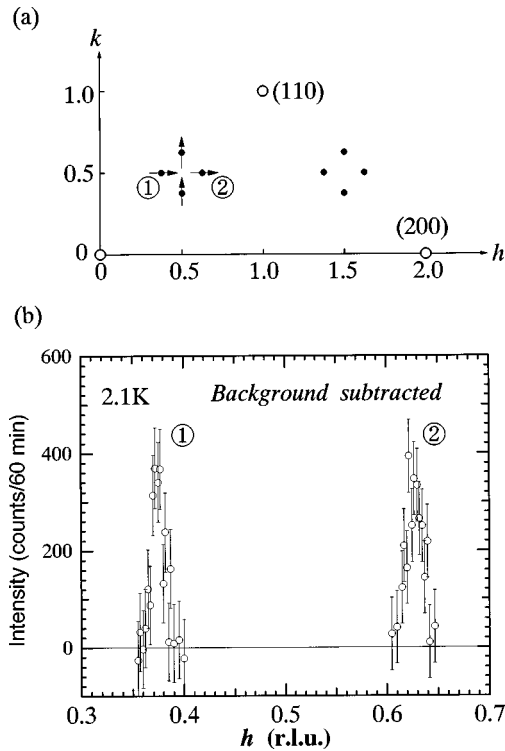 (a)
k
1.0
(110)
0.5
① ②
(200)
0
0 0.5 1.0 1.5 2.0 h
(b)
600
2.1K Background subtracted
① ②
400
200
0
Intensity (counts/60 min)
0.3 0.4 0.5 0.6 0.7
h (r.l.u.)